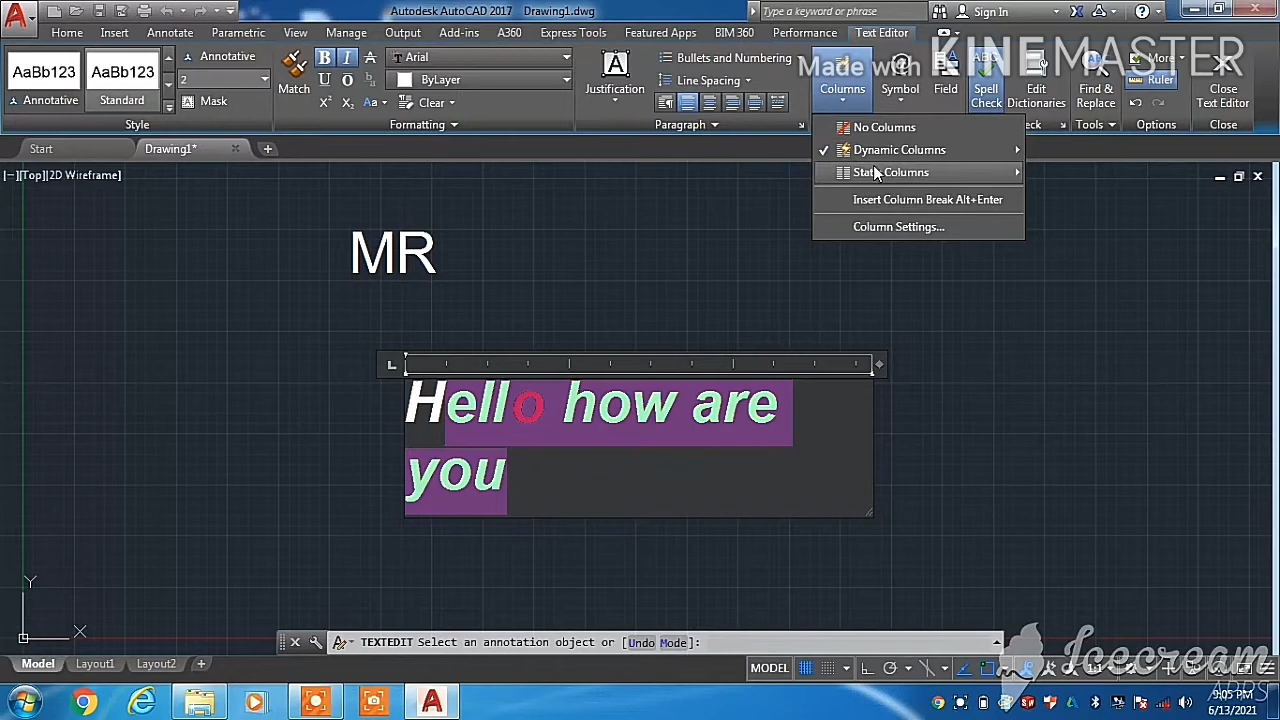 Autodesk AutoCAD 2017 Drawing1.dwg
Type a keyword or phrase
Sign In
Home Insert Annotate Parametric View Manage Output Add-ins A360 Express Tools Featured Apps BIM 360 Performance Text Editor
Made with KINEMASTER
AaBb123 AaBb123
Annotative Standard
Annotative
2
Mask
Style
Match
B I A
U O
Aa
Arial
ByLayer
Clear
Formatting
Justification
Bullets and Numbering
Line Spacing
Paragraph
Columns
Symbol
Field
ABC
Spell
Check
Edit
Dictionaries
Find &
Replace
Tools
More
Ruler
Options
Close
Text Editor
Close
Start Drawing1*
No Columns
Dynamic Columns
Columns
Insert Column Break Alt+Enter
Column Settings...
[−][Top][2D Wireframe]
MR
Hello how are
you
Y
X
TEXTEDIT Select an annotation object or [Undo Mode]:
Model Layout1 Layout2
MODEL
1:1
Icecream
APPS
9:05 PM
6/13/2021